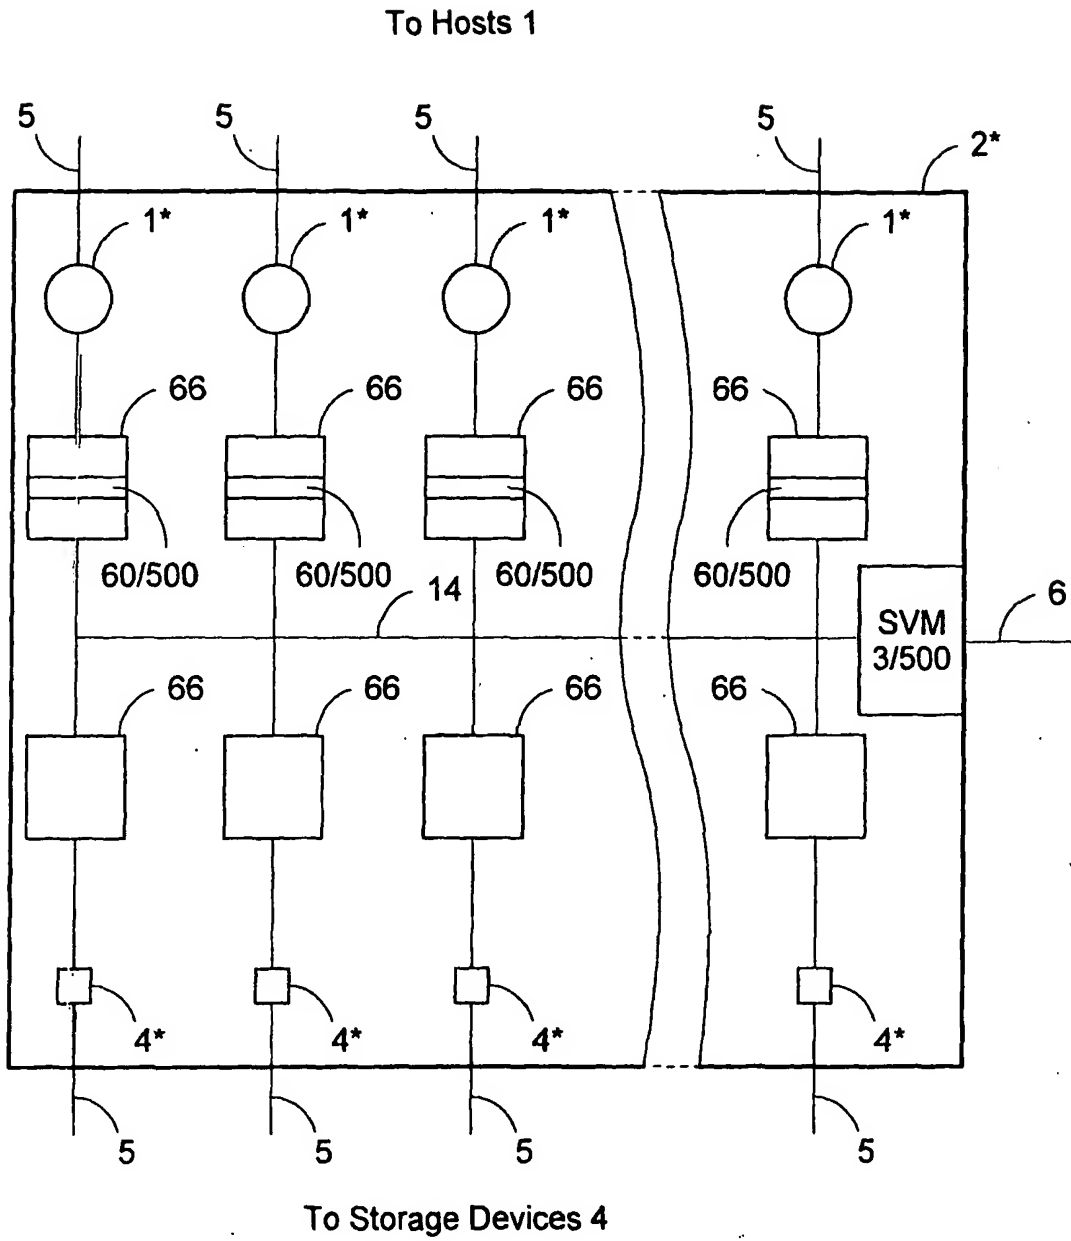 To Hosts 1
5 5 5 5
2*
1* 1* 1* 1*
66 66 66 66
60/500 60/500 60/500 60/500
14
6
SVM
3/500
66 66 66 66
4* 4* 4* 4*
5 5 5 5
To Storage Devices 4